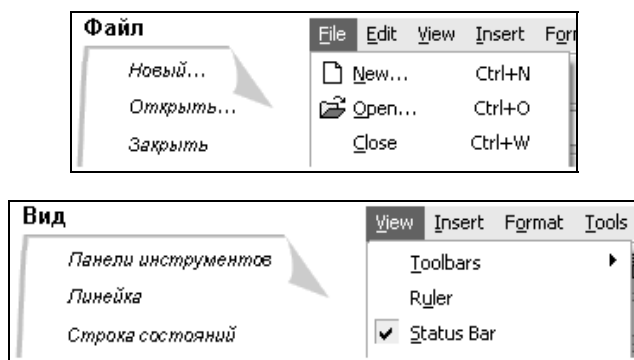 Файл
File Edit View Insert
Новый... New... Ctrl+N
Открыть... Open... Ctrl+O
Закрыть Close Ctrl+W
Вид
View Insert Format Tools
Панели инструментов Toolbars
Линейка Ruler
Строка состояний Status Bar